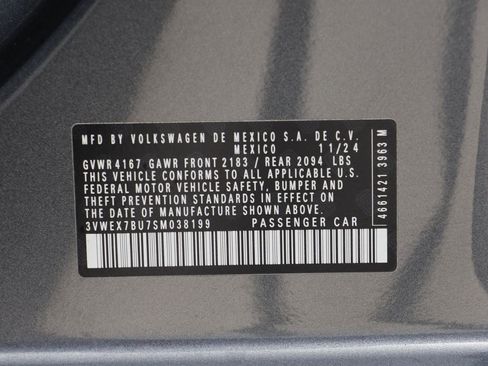 MFD BY VOLKSWAGEN DE MEXICO S.A. DE C.V.
MEXICO 11/24
GVWR 4167 GAWR FRONT 2183 / REAR 2094 LBS
THIS VEHICLE CONFORMS TO ALL APPLICABLE U.S.
FEDERAL MOTOR VEHICLE SAFETY, BUMPER AND
THEFT PREVENTION STANDARDS IN EFFECT ON
THE DATE OF MANUFACTURE SHOWN ABOVE.
3VWEX7BU7SM038199 PASSENGER CAR
4661421 3963 M